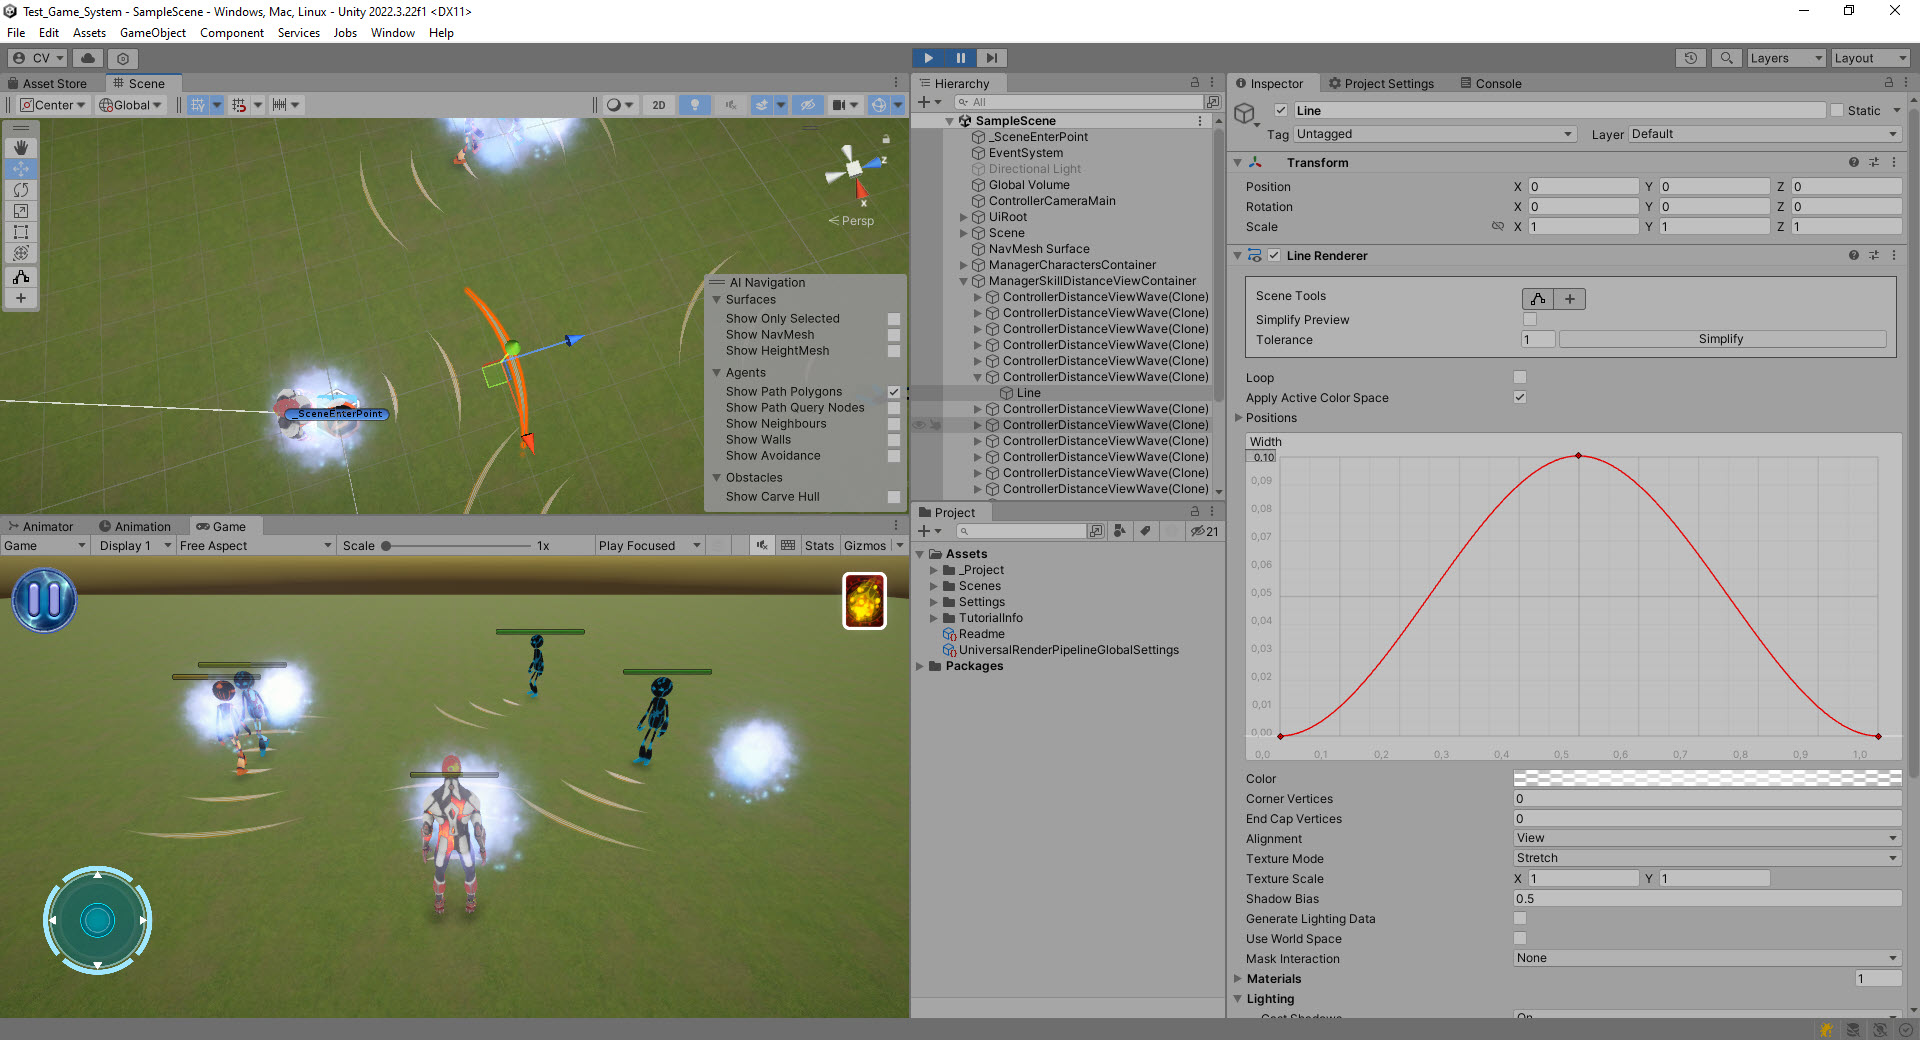 Test_Game_System - SampleScene - Windows, Mac, Linux - Unity 2022.3.22f1 <DX11>
File Edit Assets GameObject Component Services Jobs Window Help
CV
Layers
Layout
Asset Store
Scene
Center
Global
2D
z
x
Persp
_SceneEnterPoint
AI Navigation
Surfaces
Show Only Selected
Show NavMesh
Show HeightMesh
Agents
Show Path Polygons
Show Path Query Nodes
Show Neighbours
Show Walls
Show Avoidance
Obstacles
Show Carve Hull
Animator
Animation
Game
Game
Display 1
Free Aspect
Scale
1x
Play Focused
Stats
Gizmos
Hierarchy
All
SampleScene
_SceneEnterPoint
EventSystem
Directional Light
Global Volume
ControllerCameraMain
UiRoot
Scene
NavMesh Surface
ManagerCharactersContainer
ManagerSkillDistanceViewContainer
ControllerDistanceViewWave(Clone)
ControllerDistanceViewWave(Clone)
ControllerDistanceViewWave(Clone)
ControllerDistanceViewWave(Clone)
ControllerDistanceViewWave(Clone)
ControllerDistanceViewWave(Clone)
Line
ControllerDistanceViewWave(Clone)
ControllerDistanceViewWave(Clone)
ControllerDistanceViewWave(Clone)
ControllerDistanceViewWave(Clone)
ControllerDistanceViewWave(Clone)
ControllerDistanceViewWave(Clone)
Project
21
Assets
_Project
Scenes
Settings
TutorialInfo
Readme
UniversalRenderPipelineGlobalSettings
Packages
Inspector
Project Settings
Console
Line
Static
Tag Untagged
Layer Default
Transform
Position X 0 Y 0 Z 0
Rotation X 0 Y 0 Z 0
Scale X 1 Y 1 Z 1
Line Renderer
Scene Tools
Simplify Preview
Tolerance 1 Simplify
Loop
Apply Active Color Space
Positions
Width
0.10
0,09
0,08
0,07
0,06
0,05
0,04
0,03
0,02
0,01
0,00
0,0 0,1 0,2 0,3 0,4 0,5 0,6 0,7 0,8 0,9 1,0
Color
Corner Vertices 0
End Cap Vertices 0
Alignment View
Texture Mode Stretch
Texture Scale X 1 Y 1
Shadow Bias 0.5
Generate Lighting Data
Use World Space
Mask Interaction None
Materials 1
Lighting
Cast Shadows On